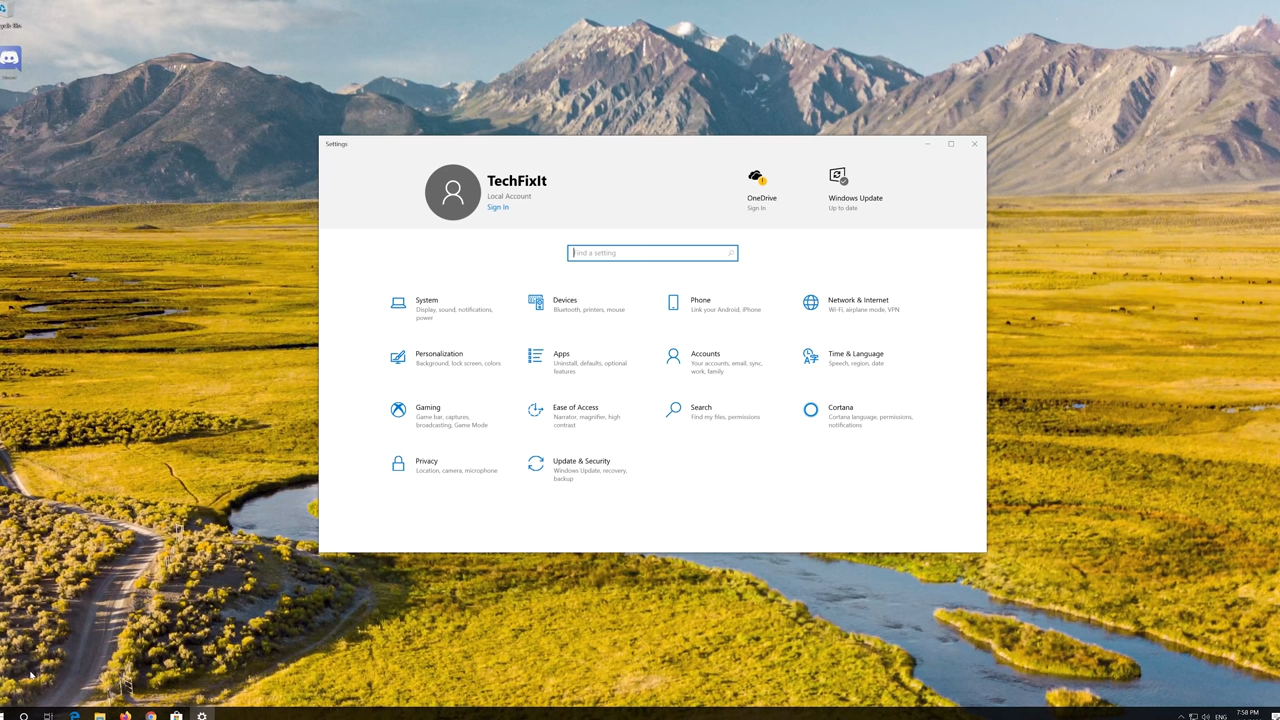 Settings
TechFixIt
Local Account
Sign In
OneDrive
Sign In
Windows Update
Up to date
Find a setting
System
Display, sound, notifications,
power
Devices
Bluetooth, printers, mouse
Phone
Link your Android, iPhone
Network & Internet
Wi-Fi, airplane mode, VPN
Personalization
Background, lock screen, colors
Apps
Uninstall, defaults, optional
features
Accounts
Your accounts, email, sync,
work, family
Time & Language
Speech, region, date
Gaming
Game bar, captures,
broadcasting, Game Mode
Ease of Access
Narrator, magnifier, high
contrast
Search
Find my files, permissions
Cortana
Cortana language, permissions,
notifications
Privacy
Location, camera, microphone
Update & Security
Windows Update, recovery,
backup
ENG
7:58 PM